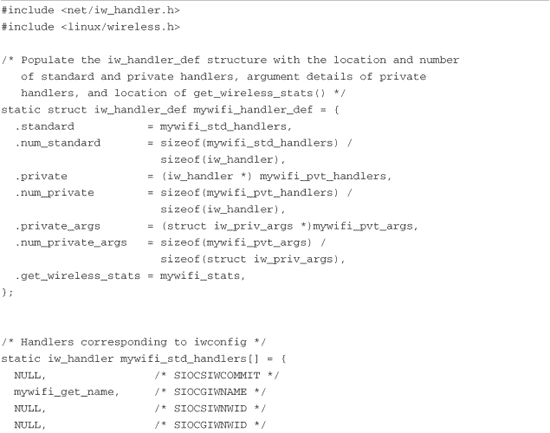 #include <net/iw_handler.h>
#include <linux/wireless.h>

/* Populate the iw_handler_def structure with the location and number
   of standard and private handlers, argument details of private
   handlers, and location of get_wireless_stats() */
static struct iw_handler_def mywifi_handler_def = {
  .standard          = mywifi_std_handlers,
  .num_standard      = sizeof(mywifi_std_handlers) /
                       sizeof(iw_handler),
  .private           = (iw_handler *) mywifi_pvt_handlers,
  .num_private       = sizeof(mywifi_pvt_handlers) /
                       sizeof(iw_handler),
  .private_args      = (struct iw_priv_args *)mywifi_pvt_args,
  .num_private_args  = sizeof(mywifi_pvt_args) /
                       sizeof(struct iw_priv_args),
  .get_wireless_stats = mywifi_stats,
};

/* Handlers corresponding to iwconfig */
static iw_handler mywifi_std_handlers[] = {
  NULL,               /* SIOCSIWCOMMIT */
  mywifi_get_name,    /* SIOCGIWNAME */
  NULL,               /* SIOCSIWNWID */
  NULL,               /* SIOCGIWNWID */